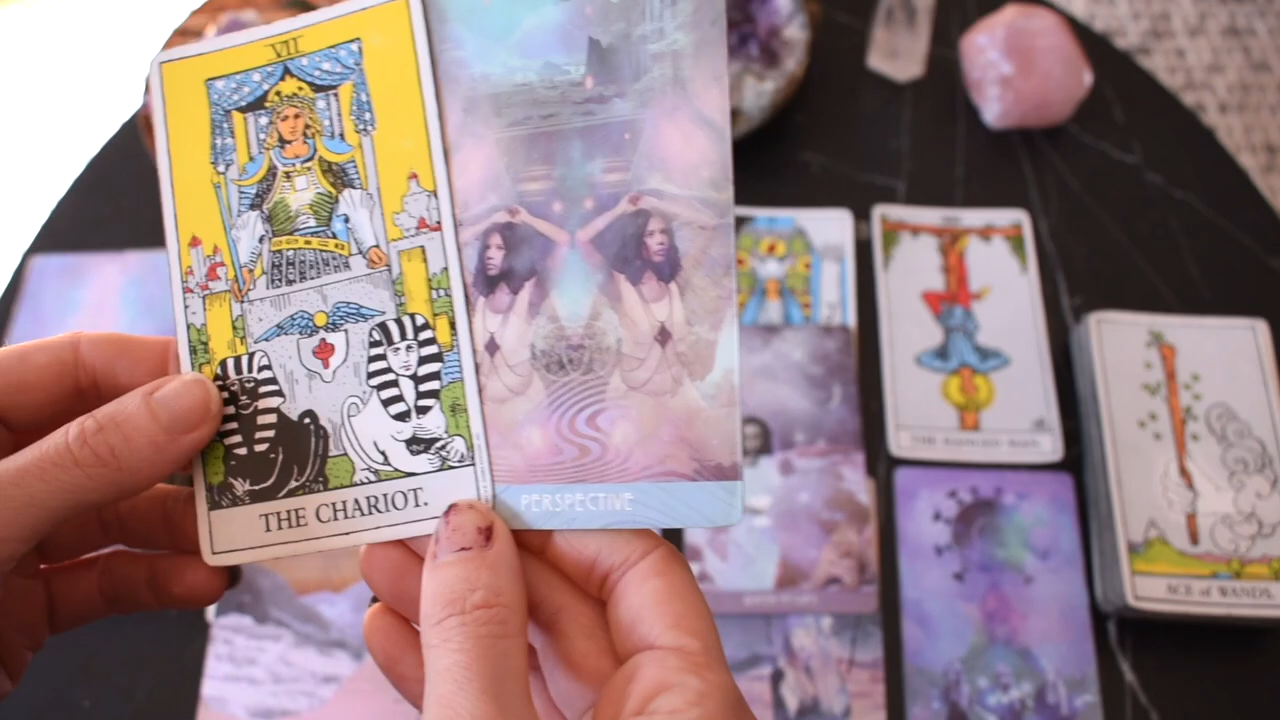 VII
THE CHARIOT.
PERSPECTIVE
THE HANGED MAN.
ACE of WANDS.